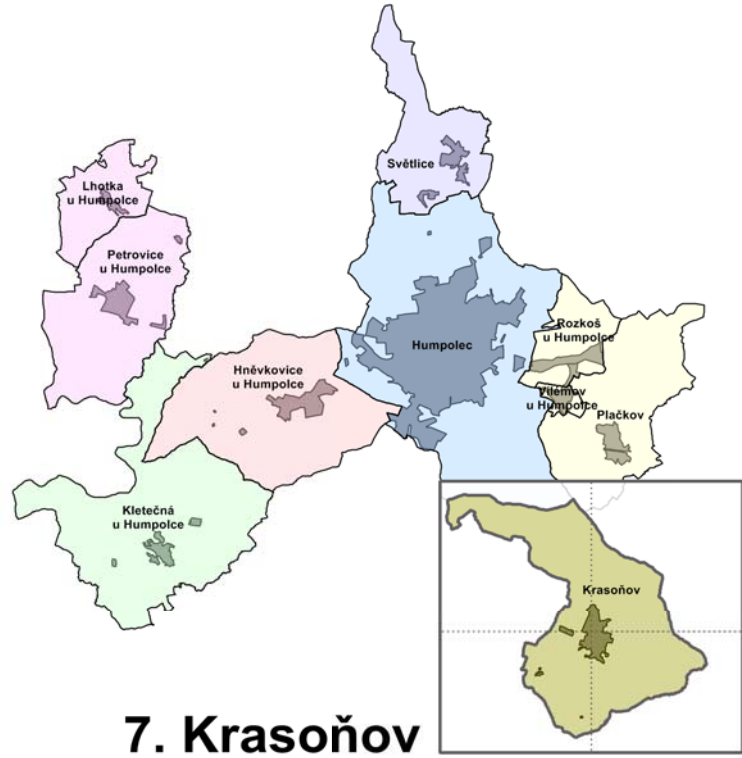 Světlice
Lhotka
u Humpolce
Petrovice
u Humpolce
Rozkoš
u Humpolce
Humpolec
Hněvkovice
u Humpolce
Vilémov
u Humpolce
Plačkov
Kletečná
u Humpolce
Krasoňov
7. Krasoňov